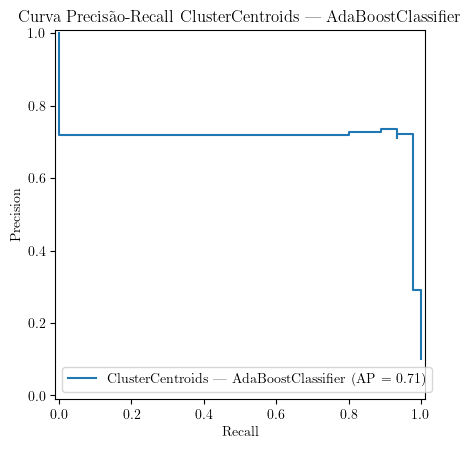 Curva Precisão-Recall ClusterCentroids — AdaBoostClassifier
1.0
0.8
0.6
0.4
0.2
0.0
Precision
ClusterCentroids — AdaBoostClassifier (AP = 0.71)
0.0 0.2 0.4 0.6 0.8 1.0
Recall